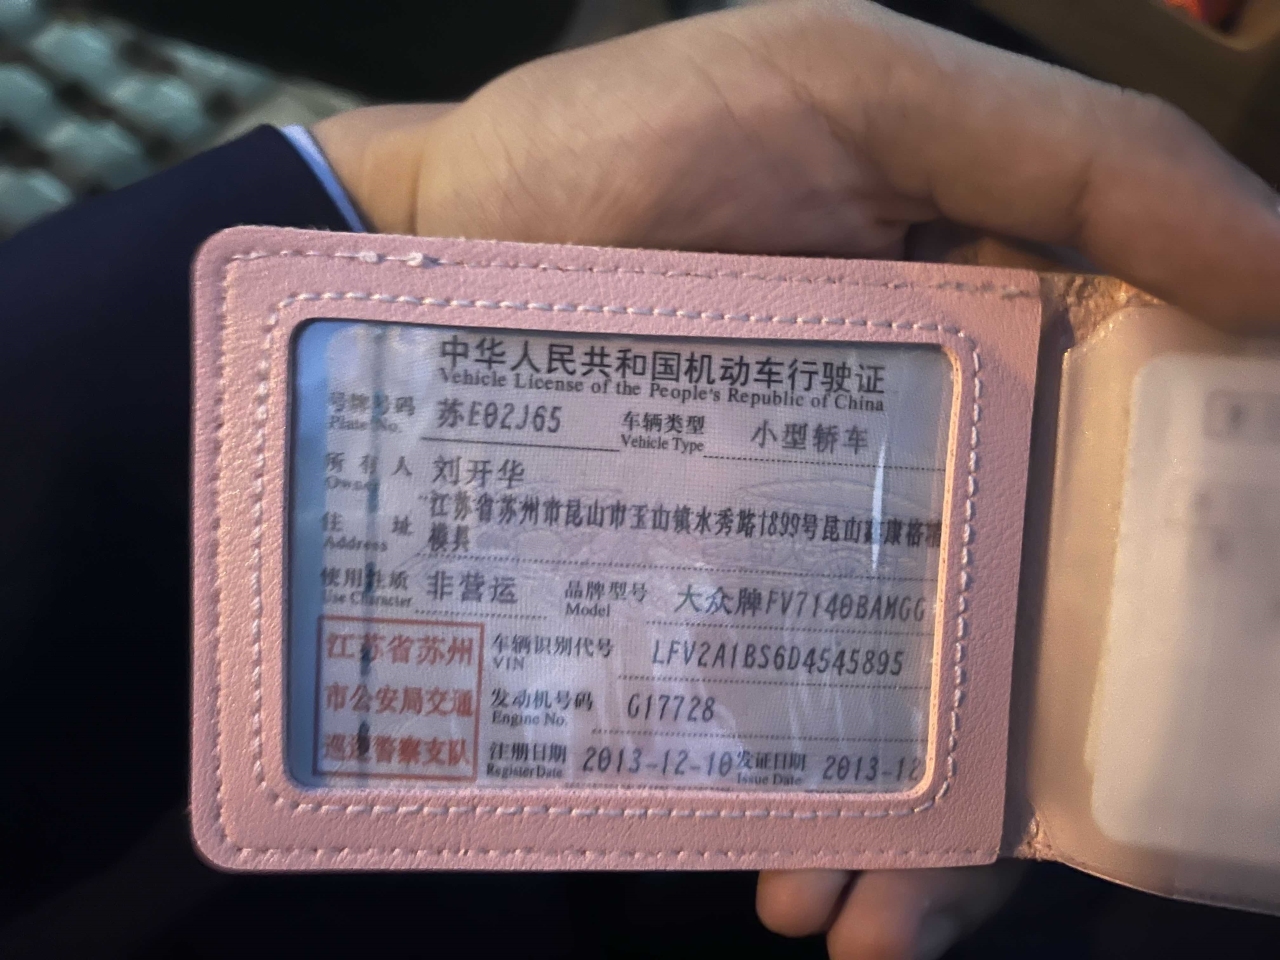 中华人民共和国机动车行驶证
Vehicle License of the People's Republic of China
号牌号码 苏E02J65 车辆类型 小型轿车
Plate No. Vehicle Type
所有人 刘开华
Owner
住址 江苏省苏州市昆山市玉山镇水秀路1899号昆山鑫康裕
Address 模具
使用性质 非营运 品牌型号 大众牌FV7140BAMGG
Use Character Model
江苏省苏州
市公安局交通
巡逻警察支队
车辆识别代号 LFV2A1BS6D4545895
VIN
发动机号码 G17728
Engine No.
注册日期 2013-12-10 发证日期 2013-12
Register Date Issue Date